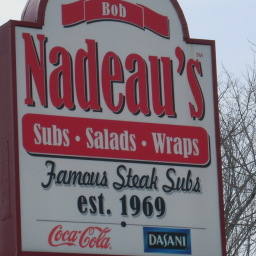 Bob
Nadeau's
Subs • Salads • Wraps
Famous Steak Subs
est. 1969
Coca-Cola
DASANI